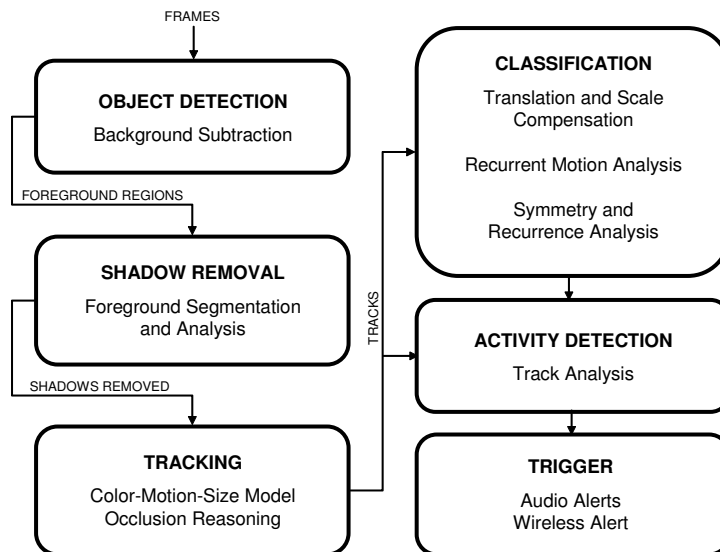 FRAMES
OBJECT DETECTION
Background Subtraction
FOREGROUND REGIONS
SHADOW REMOVAL
Foreground Segmentation
and Analysis
SHADOWS REMOVED
TRACKING
Color-Motion-Size Model
Occlusion Reasoning
TRACKS
CLASSIFICATION
Translation and Scale
Compensation
Recurrent Motion Analysis
Symmetry and
Recurrence Analysis
ACTIVITY DETECTION
Track Analysis
TRIGGER
Audio Alerts
Wireless Alert